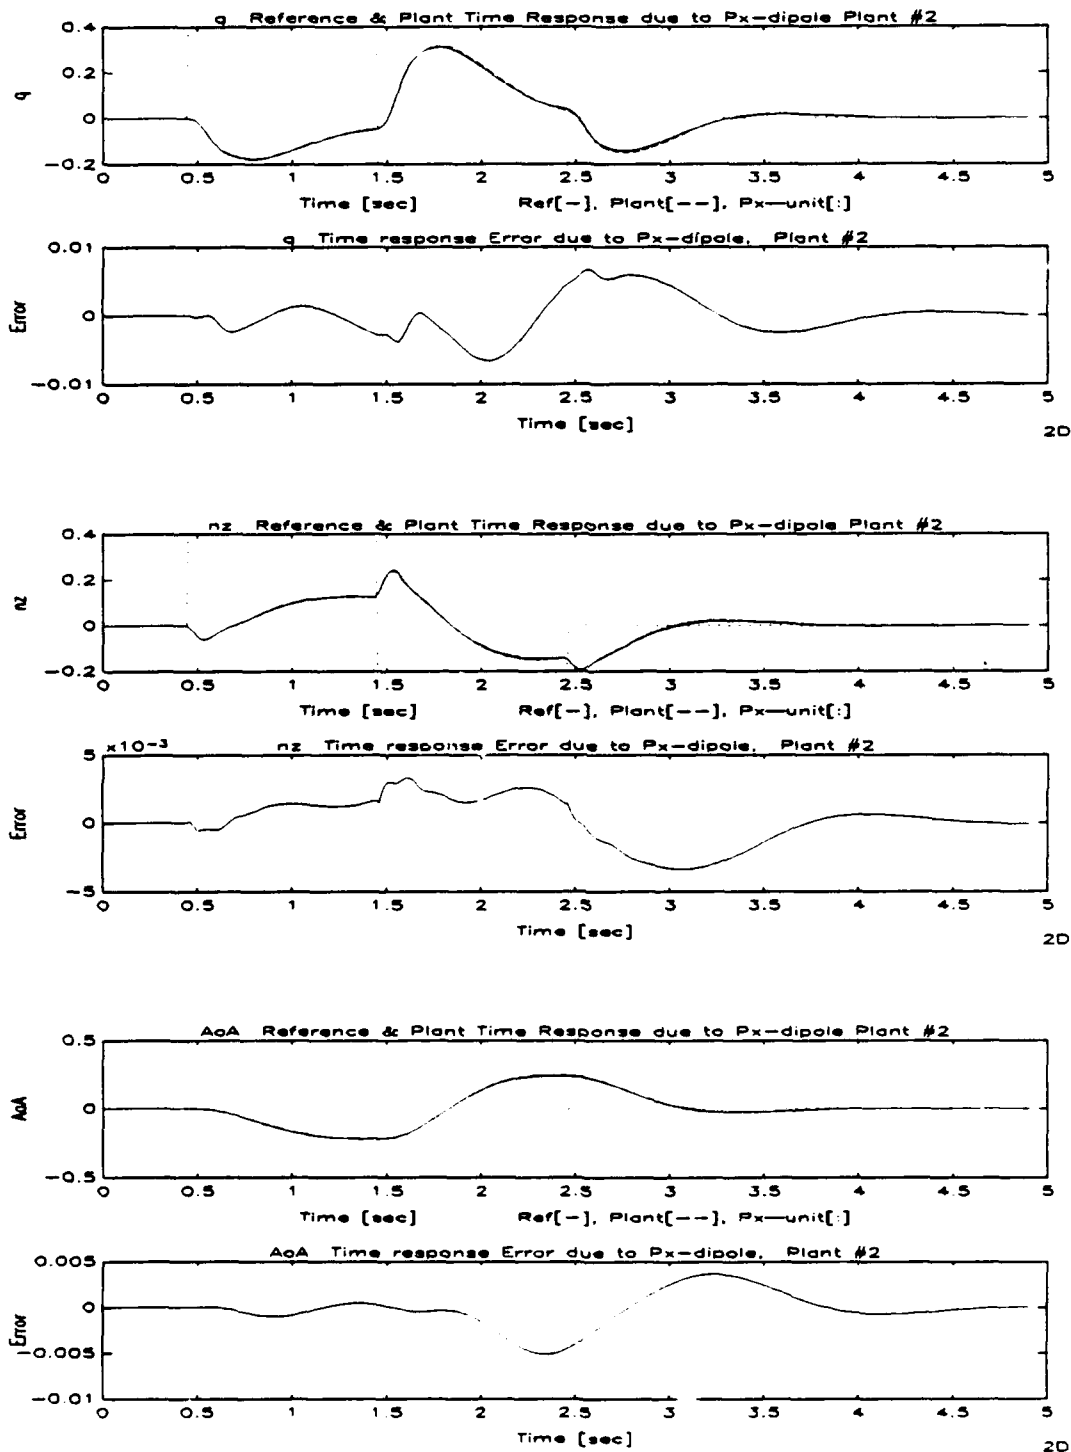 q Reference & Plant Time Response due to Px-dipole Plant #2
0.4
0.2
0
-0.2
q
0 0.5 1 1.5 2 2.5 3 3.5 4 4.5 5
Time [sec] Ref[-], Plant[--], Px-unit[:]
q Time response Error due to Px-dipole, Plant #2
0.01
0
-0.01
Error
0 0.5 1 1.5 2 2.5 3 3.5 4 4.5 5
Time [sec]
2D
nz Reference & Plant Time Response due to Px-dipole Plant #2
0.4
0.2
0
-0.2
nz
0 0.5 1 1.5 2 2.5 3 3.5 4 4.5 5
Time [sec] Ref[-], Plant[--], Px-unit[:]
x10-3 nz Time response Error due to Px-dipole, Plant #2
5
0
-5
Error
0 0.5 1 1.5 2 2.5 3 3.5 4 4.5 5
Time [sec]
2D
AoA Reference & Plant Time Response due to Px-dipole Plant #2
0.5
0
-0.5
AoA
0 0.5 1 1.5 2 2.5 3 3.5 4 4.5 5
Time [sec] Ref[-], Plant[--], Px-unit[:]
AoA Time response Error due to Px-dipole, Plant #2
0.005
0
-0.005
-0.01
Error
0 0.5 1 1.5 2 2.5 3 3.5 4 4.5 5
Time [sec]
2D